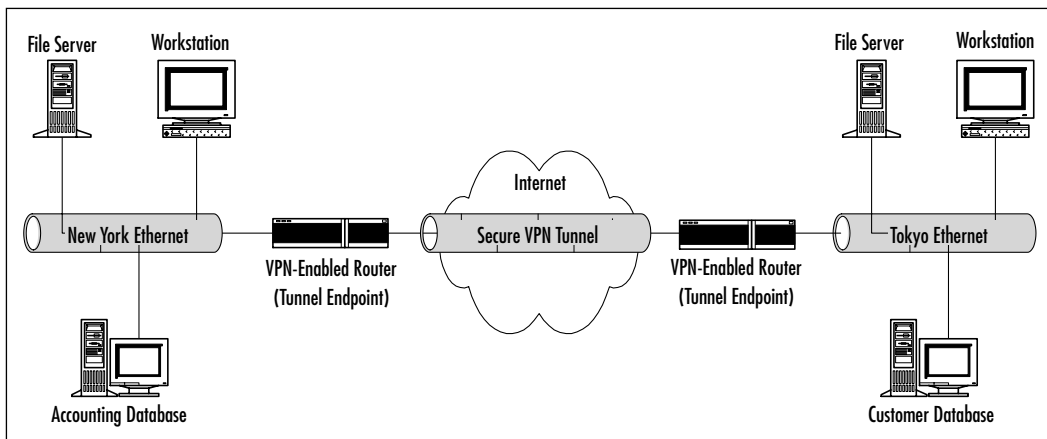 File Server
Workstation
File Server
Workstation
Internet
New York Ethernet
Secure VPN Tunnel
Tokyo Ethernet
VPN-Enabled Router
(Tunnel Endpoint)
VPN-Enabled Router
(Tunnel Endpoint)
Accounting Database
Customer Database